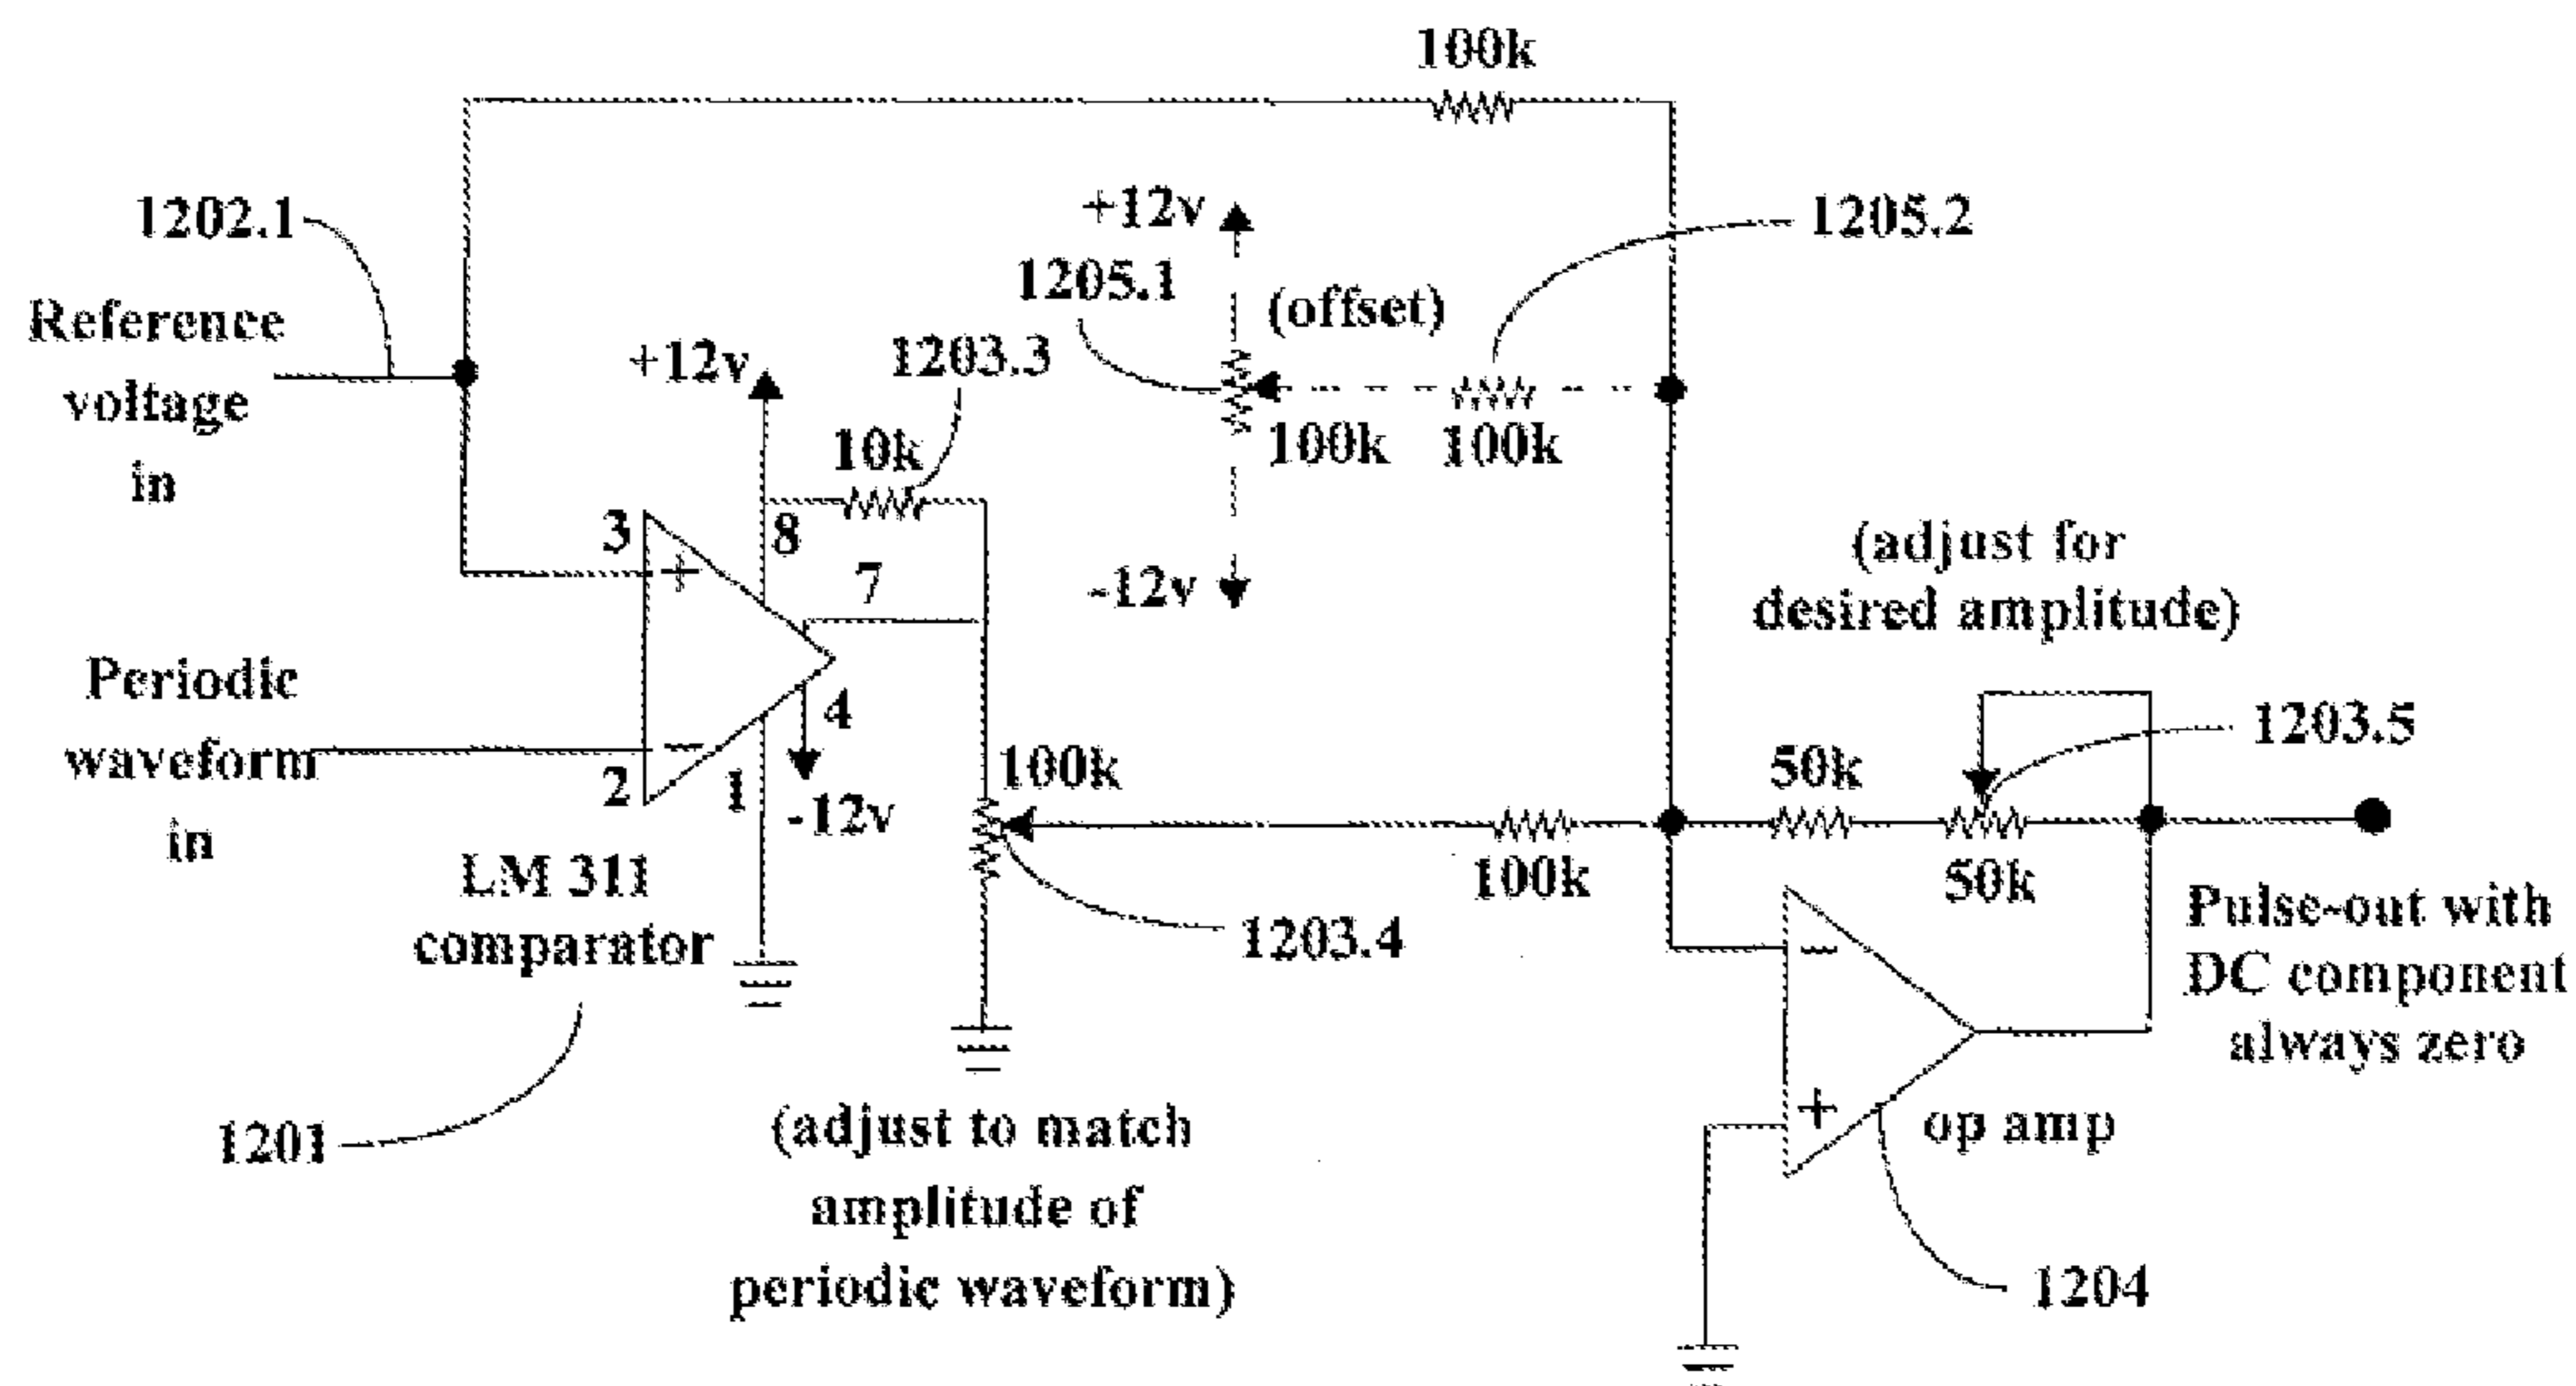 100k
1202.1
+12v
1205.2
1205.1
(offset)
Reference
voltage
in
+12v
1203.3
10k
100k
100k
3
+
8
7
-12v
(adjust for
desired amplitude)
Periodic
waveform
in
2
−
1
4
-12v
100k
1203.5
50k
100k
50k
LM 311
comparator
1203.4
Pulse-out with
DC component
always zero
−
+
op amp
1201
(adjust to match
amplitude of
periodic waveform)
1204